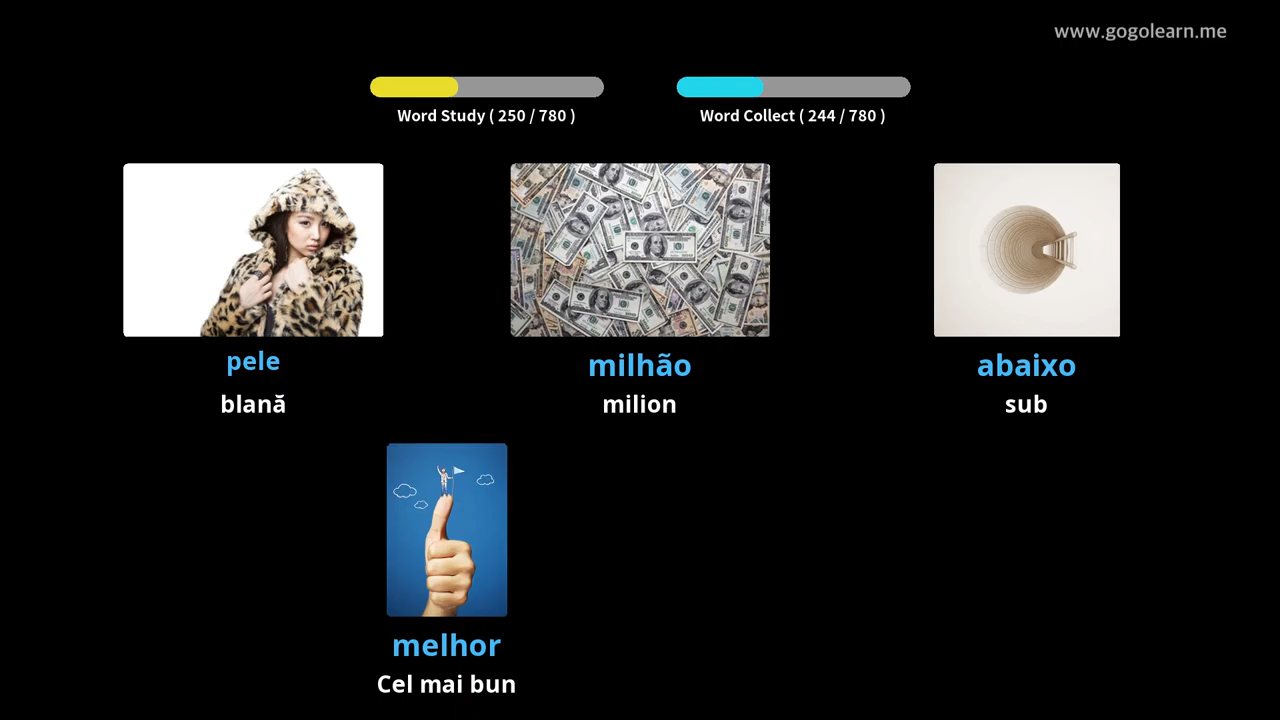 www.gogolearn.me
Word Study ( 250 / 780 )
Word Collect ( 244 / 780 )
pele
blană
milhão
milion
abaixo
sub
melhor
Cel mai bun